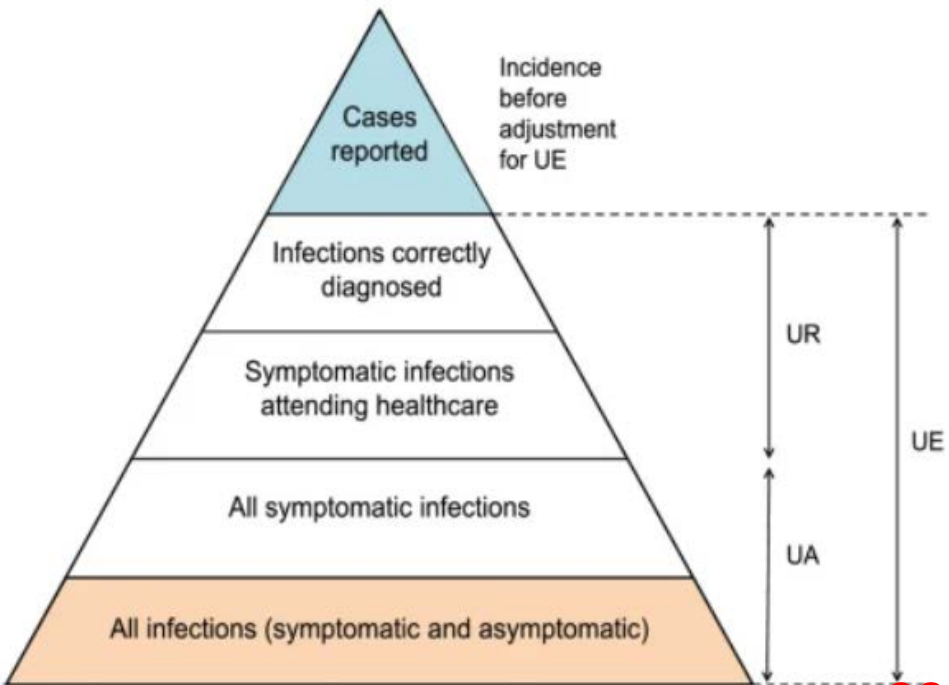 Cases
reported
Incidence
before
adjustment
for UE
Infections correctly
diagnosed
UR
Symptomatic infections
attending healthcare
UE
All symptomatic infections
UA
All infections (symptomatic and asymptomatic)